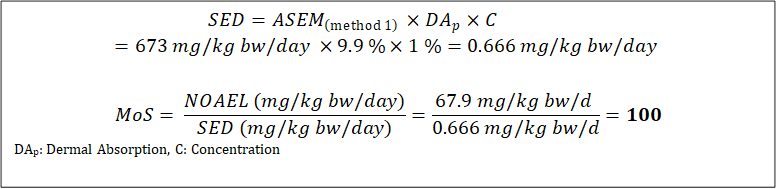 SED = ASEM(method 1) × DAp × C
= 673 mg/kg bw/day × 9.9 % × 1 % = 0.666 mg/kg bw/day
MoS = NOAEL (mg/kg bw/day) / SED (mg/kg bw/day) = 67.9 mg/kg bw/d / 0.666 mg/kg bw/d = 100
DAp: Dermal Absorption, C: Concentration